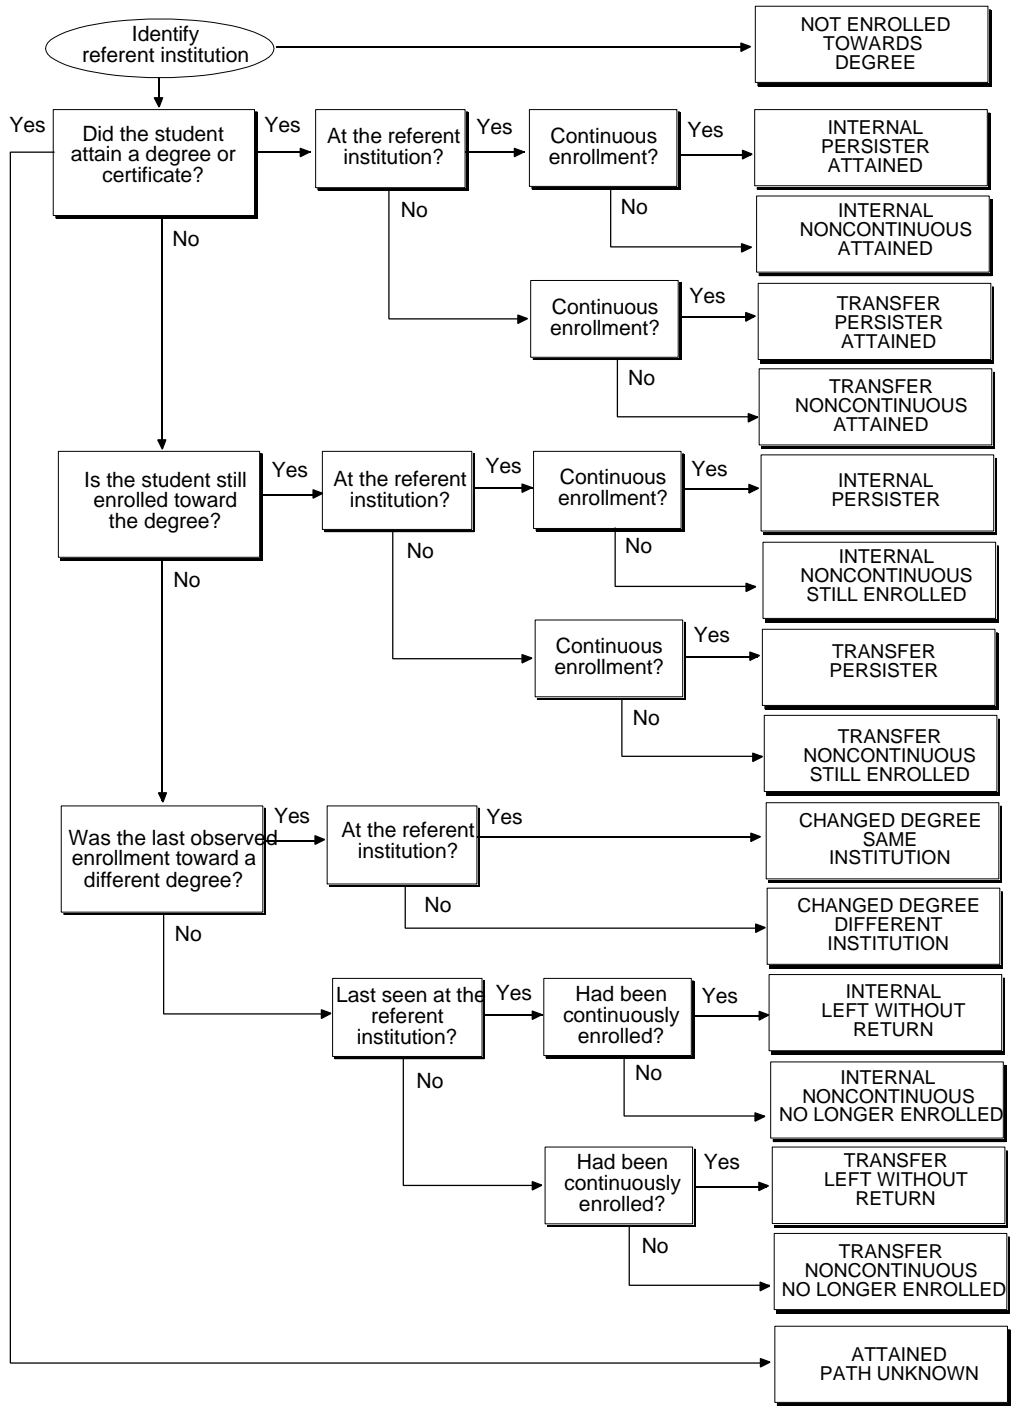 Identify
referent institution
NOT ENROLLED
TOWARDS
DEGREE
Yes
Did the student
attain a degree or
certificate?
Yes
At the referent
institution?
Yes
Continuous
enrollment?
Yes
INTERNAL
PERSISTER
ATTAINED
No
No
No
INTERNAL
NONCONTINUOUS
ATTAINED
Continuous
enrollment?
Yes
TRANSFER
PERSISTER
ATTAINED
No
TRANSFER
NONCONTINUOUS
ATTAINED
Is the student still
enrolled toward
the degree?
Yes
At the referent
institution?
Yes
Continuous
enrollment?
Yes
INTERNAL
PERSISTER
No
No
No
INTERNAL
NONCONTINUOUS
STILL ENROLLED
Continuous
enrollment?
Yes
TRANSFER
PERSISTER
No
TRANSFER
NONCONTINUOUS
STILL ENROLLED
Was the last observed
enrollment toward a
different degree?
Yes
At the referent
institution?
Yes
CHANGED DEGREE
SAME
INSTITUTION
No
No
CHANGED DEGREE
DIFFERENT
INSTITUTION
Last seen at the
referent
institution?
Yes
Had been
continuously
enrolled?
Yes
INTERNAL
LEFT WITHOUT
RETURN
No
No
INTERNAL
NONCONTINUOUS
NO LONGER ENROLLED
Had been
continuously
enrolled?
Yes
TRANSFER
LEFT WITHOUT
RETURN
No
TRANSFER
NONCONTINUOUS
NO LONGER ENROLLED
ATTAINED
PATH UNKNOWN